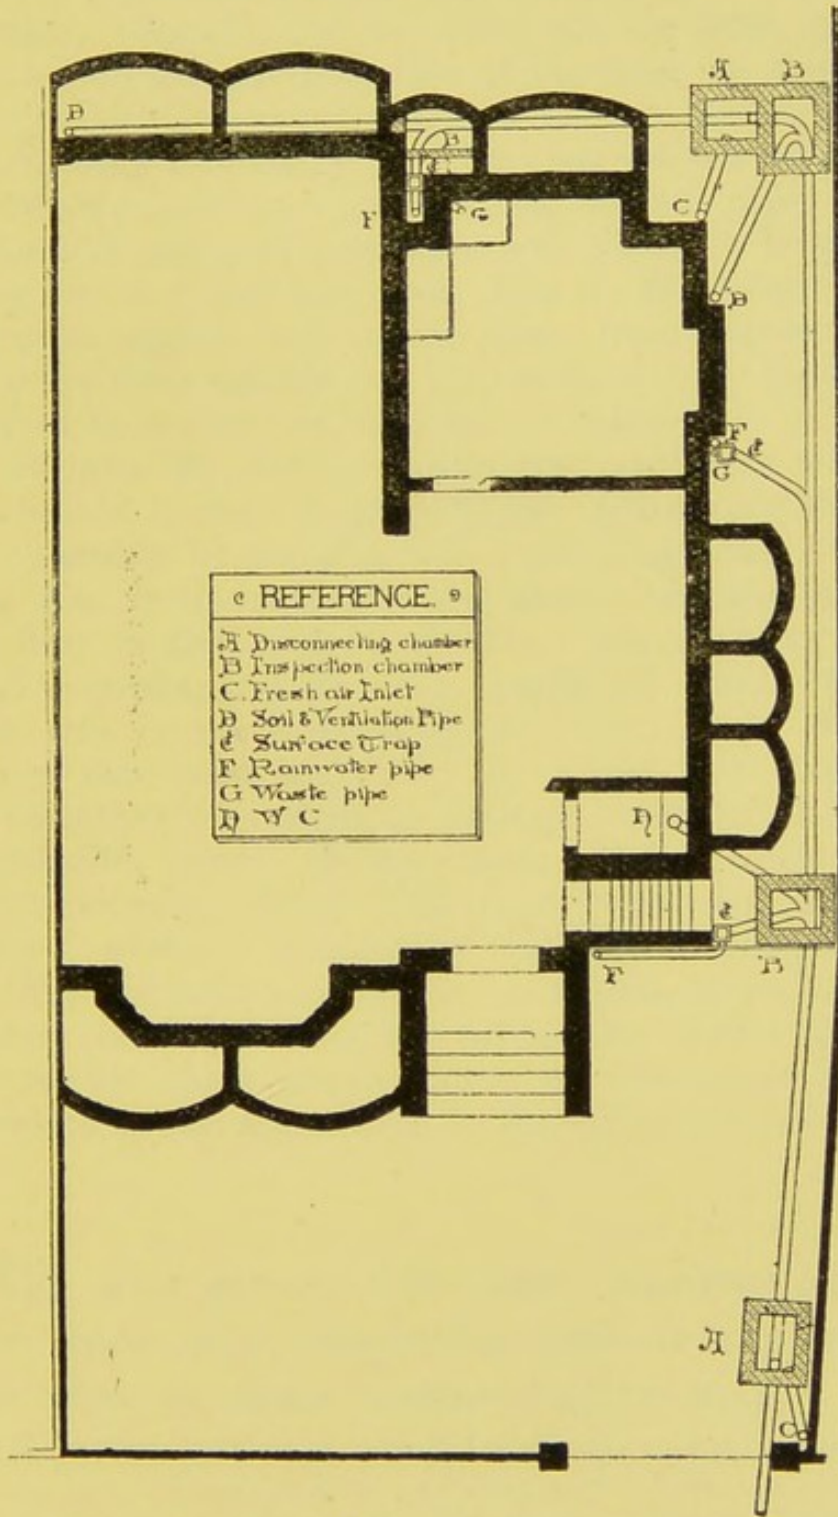 A B
D
B
E
F G
C
D
F
E
G
REFERENCE.
A Disconnecting chamber
B Inspection chamber
C. Fresh air Inlet
D Soil & Ventilation Pipe
E Surface Trap
F Rainwater pipe
G Waste pipe
H W C
H
E
F B
A
C